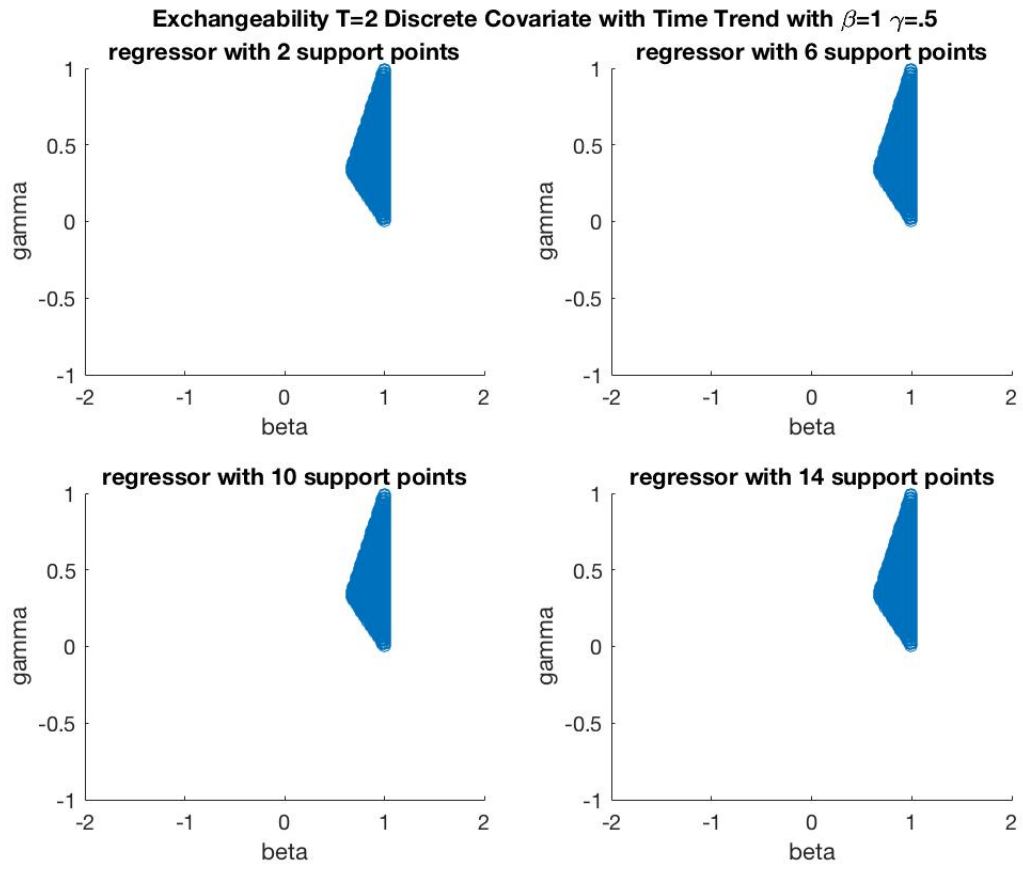 Exchangeability T=2 Discrete Covariate with Time Trend with β=1 γ=.5
regressor with 2 support points
1
0.5
0
-0.5
-1
gamma
-2 -1 0 1 2
beta
regressor with 6 support points
1
0.5
0
-0.5
-1
gamma
-2 -1 0 1 2
beta
regressor with 10 support points
1
0.5
0
-0.5
-1
gamma
-2 -1 0 1 2
beta
regressor with 14 support points
1
0.5
0
-0.5
-1
gamma
-2 -1 0 1 2
beta